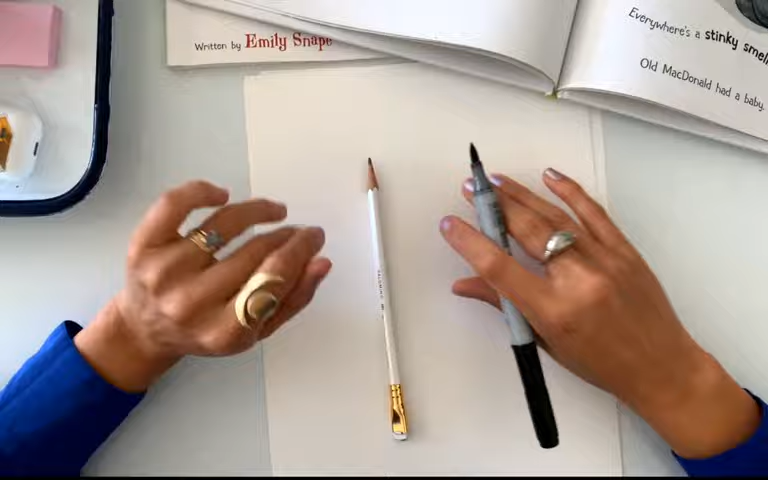 Written by Emily Snape
Everywhere's a stinky smell
Old MacDonald had a baby.